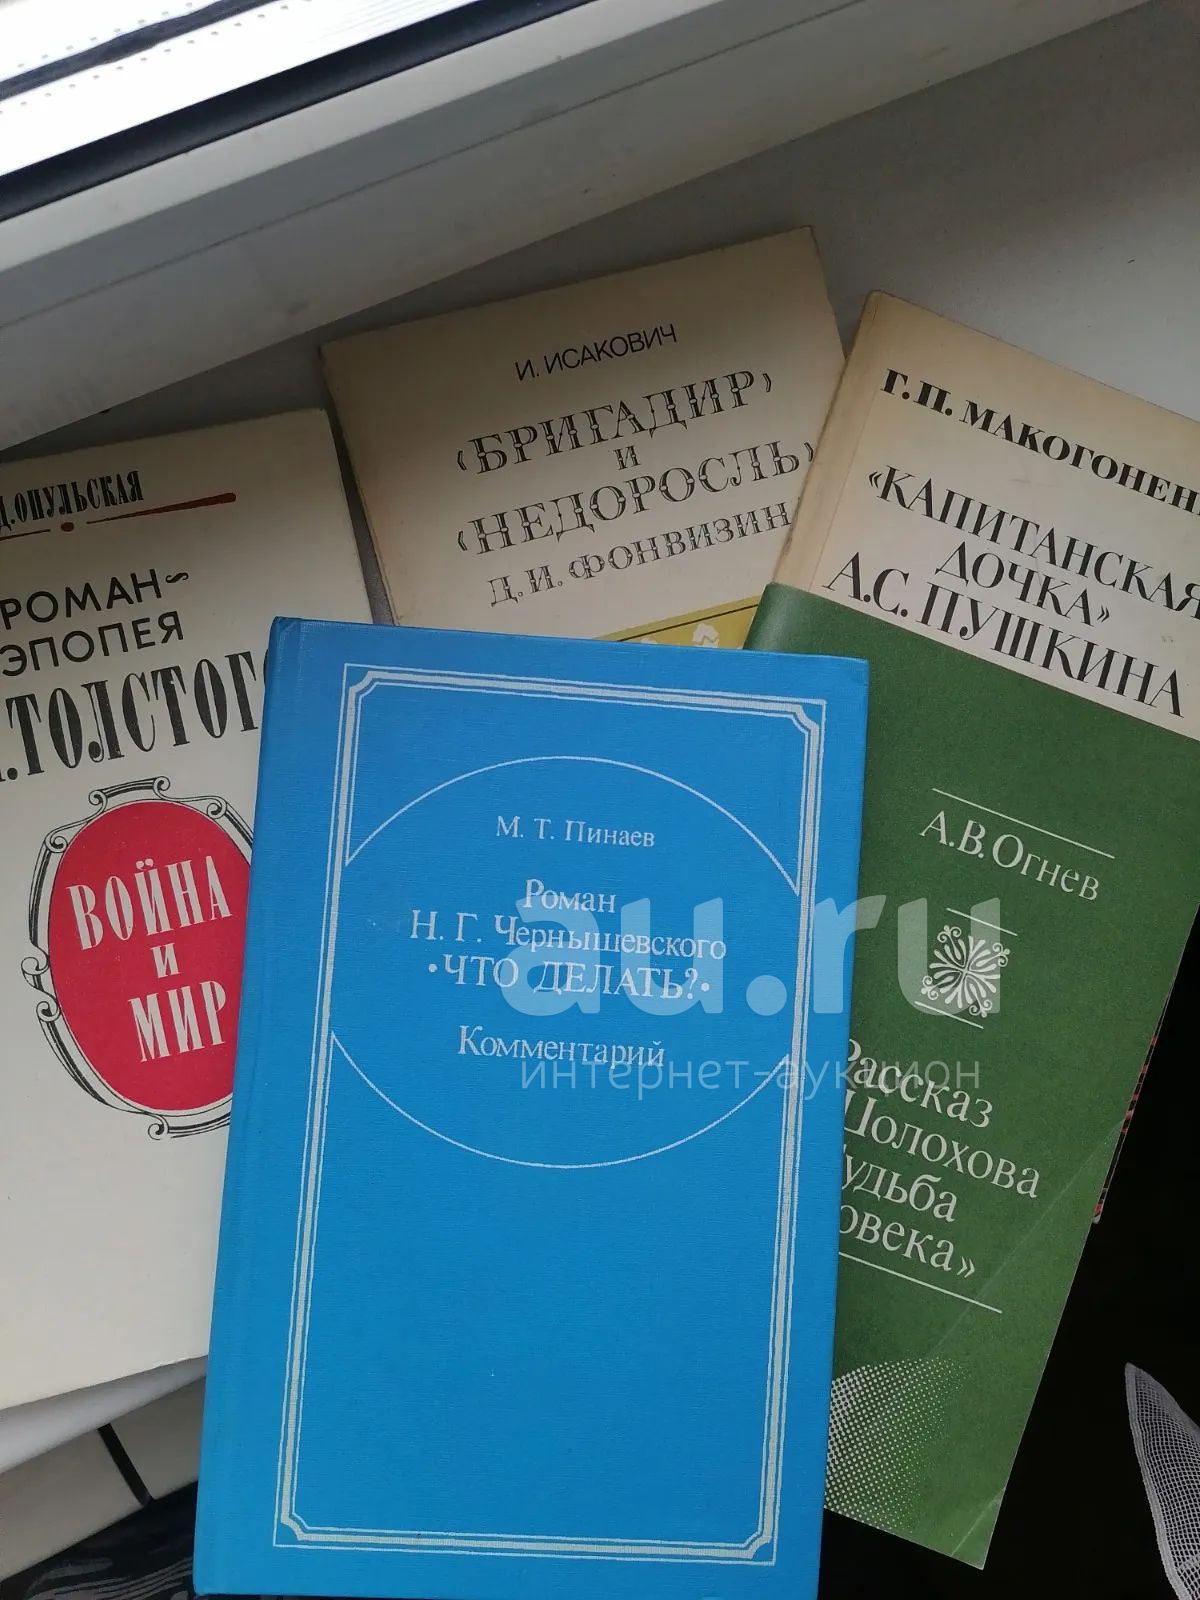 И. ИСАКОВИЧ
«БРИГАДИР»
И
«НЕДОРОСЛЬ»
Д.И. ФОНВИЗИН
Г.П. МАКОГОНЕН
«КАПИТАНСКАЯ
ДОЧКА»
А.С. ПУШКИНА
Д. ОПУЛЬСКАЯ
РОМАН-
ЭПОПЕЯ
ТОЛСТОГО
ВОЙНА
И
МИР
М. Т. Пинаев
Роман
Н. Г. Чернышевского
•ЧТО ДЕЛАТЬ?•
Комментарий
А.В. Огнев
Рассказ
Шолохова
удьба
овека»
au.ru
интернет-аукцион